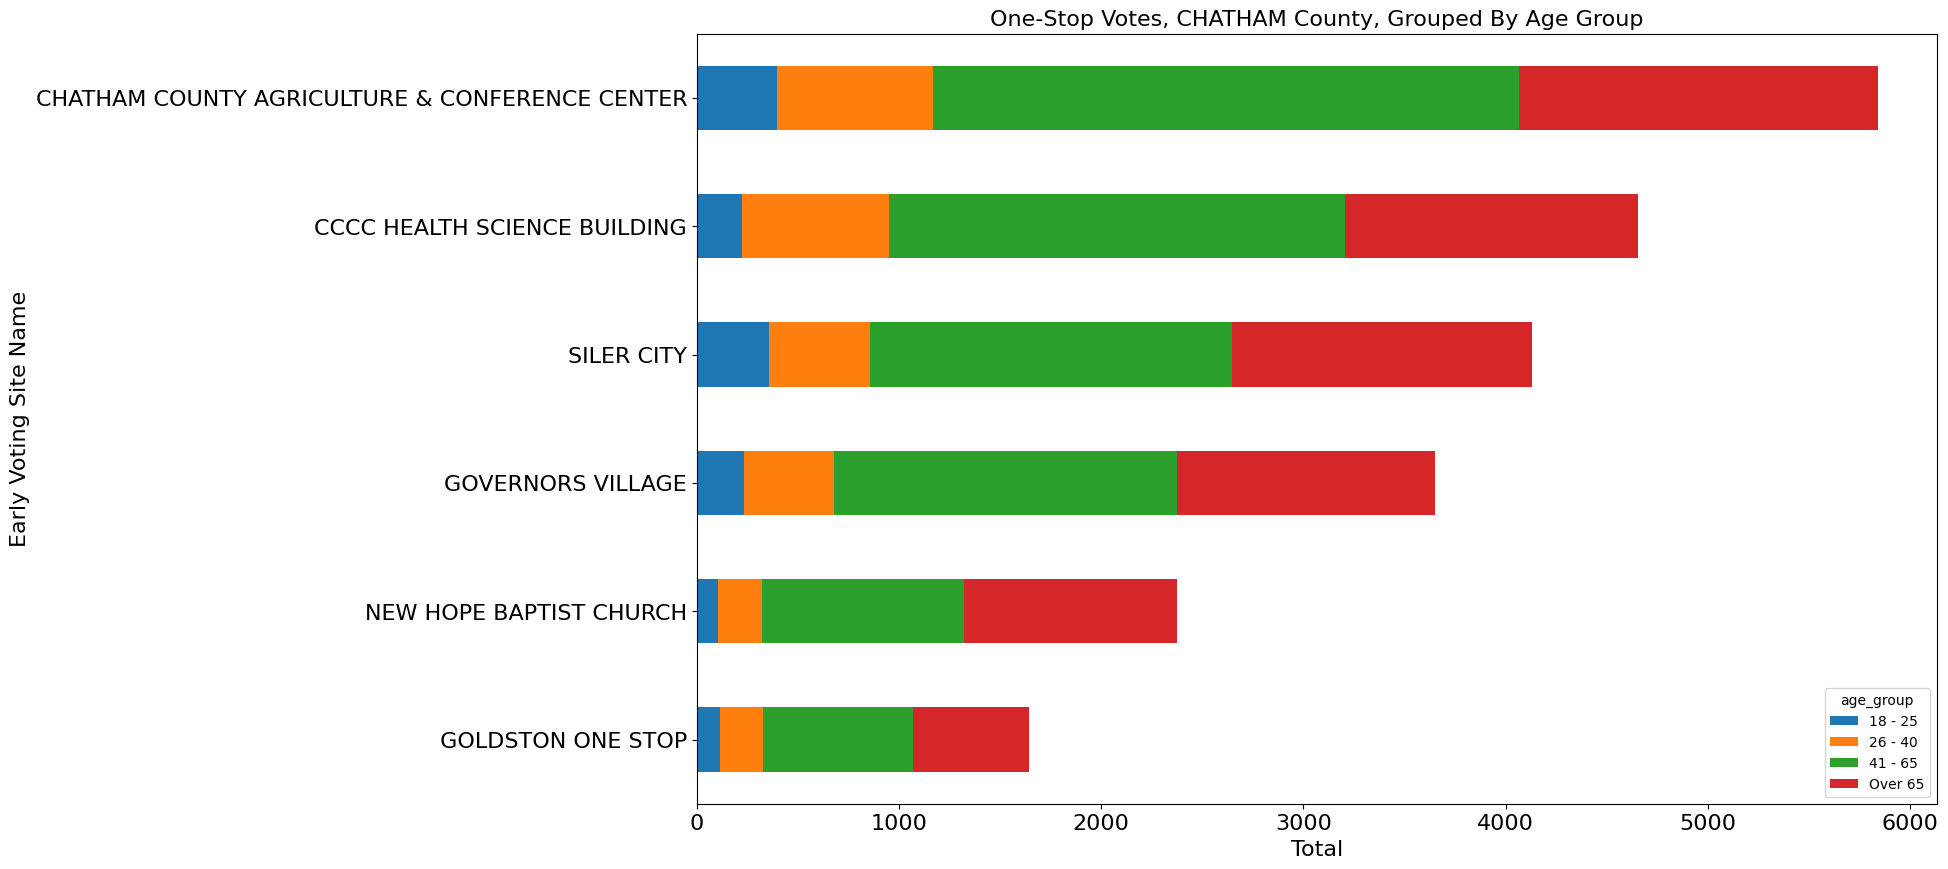 One-Stop Votes, CHATHAM County, Grouped By Age Group
Early Voting Site Name
CHATHAM COUNTY AGRICULTURE & CONFERENCE CENTER
CCCC HEALTH SCIENCE BUILDING
SILER CITY
GOVERNORS VILLAGE
NEW HOPE BAPTIST CHURCH
GOLDSTON ONE STOP
age_group
18 - 25
26 - 40
41 - 65
Over 65
0 1000 2000 3000 4000 5000 6000
Total